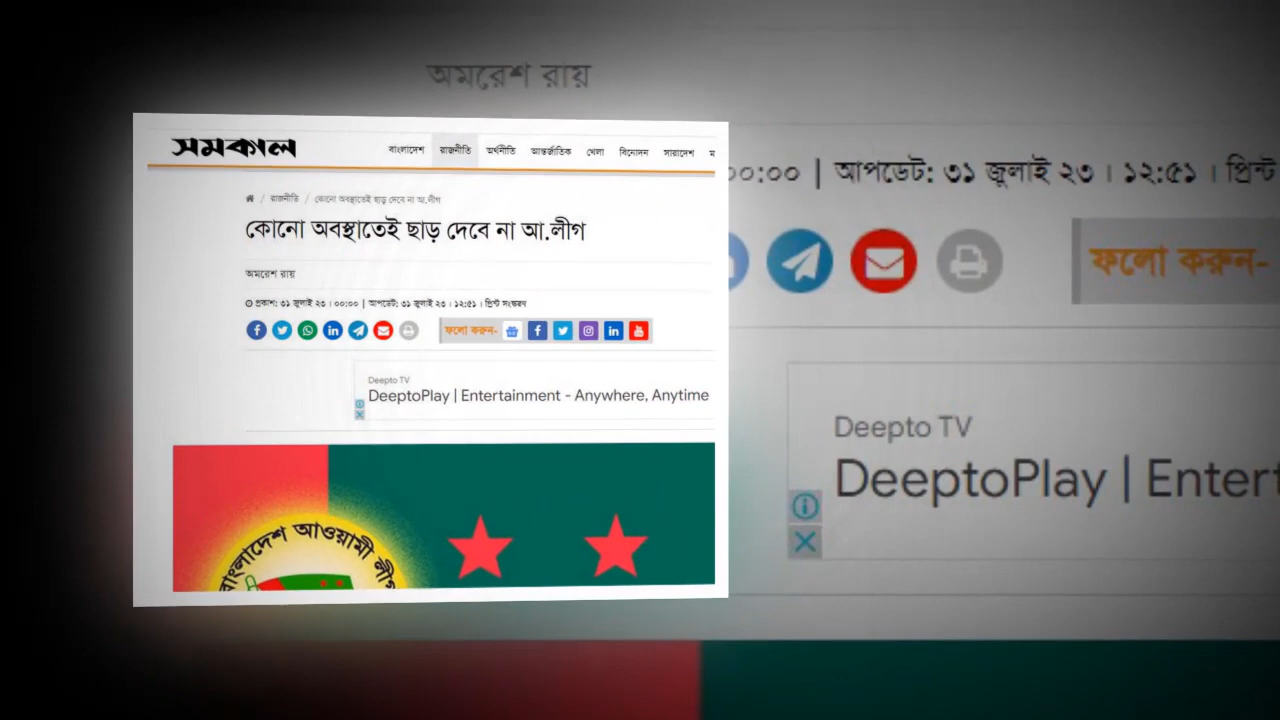 অমরেশ রায়
সমকাল
বাংলাদেশ রাজনীতি অর্থনীতি আন্তর্জাতিক খেলা বিনোদন সারাদেশ
/ রাজনীতি / কোনো অবস্থাতেই ছাড় দেবে না আ.লীগ
কোনো অবস্থাতেই ছাড় দেবে না আ.লীগ
অমরেশ রায়
প্রকাশ: ৩১ জুলাই ২৩ । ০০:০০ | আপডেট: ৩১ জুলাই ২৩ । ১২:৫১ । প্রিন্ট সংস্করণ
ফলো করুন-
Deepto TV
DeeptoPlay | Entertainment - Anywhere, Anytime
বাংলাদেশ আওয়ামী লীগ
০০:০০ | আপডেট: ৩১ জুলাই ২৩ । ১২:৫১ । প্রিন্ট
ফলো করুন-
Deepto TV
DeeptoPlay | Entert